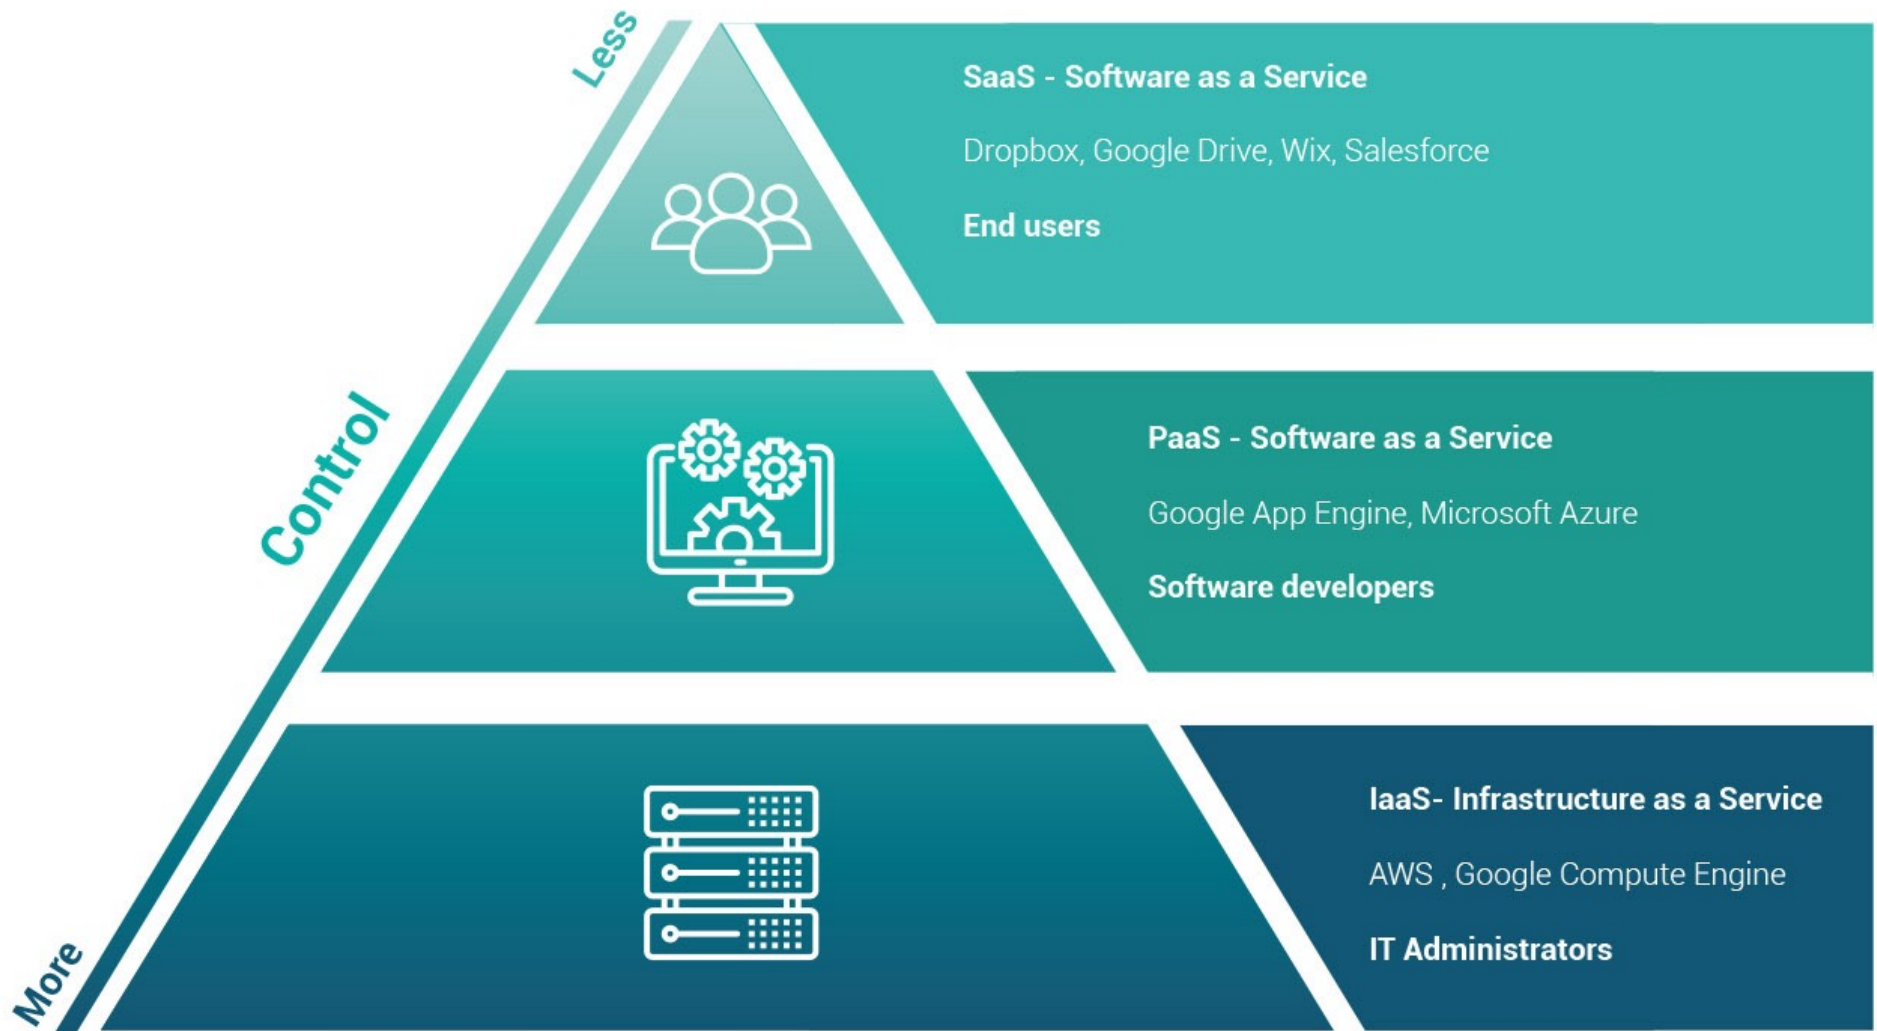 Less
SaaS - Software as a Service
Dropbox, Google Drive, Wix, Salesforce
End users
Control
PaaS - Software as a Service
Google App Engine, Microsoft Azure
Software developers
IaaS- Infrastructure as a Service
AWS , Google Compute Engine
IT Administrators
More